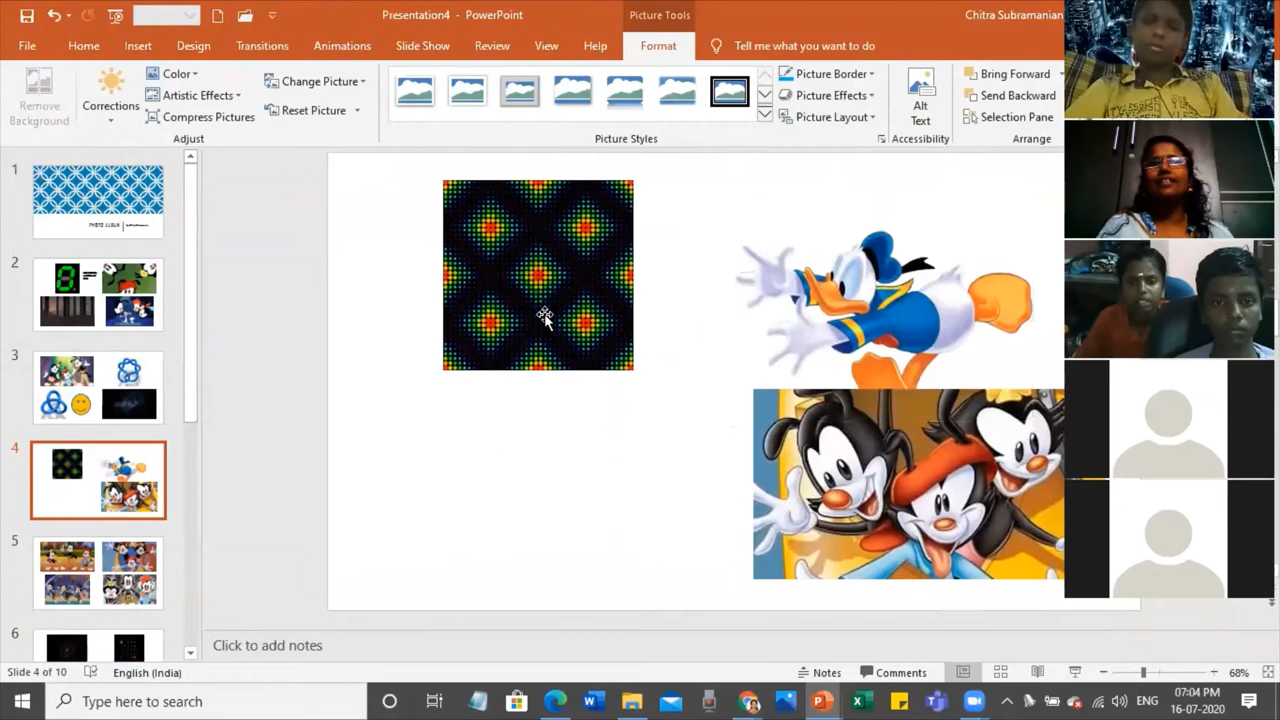 Presentation4 - PowerPoint
Picture Tools
Chitra Subramanian
File Home Insert Design Transitions Animations Slide Show Review View Help Format Tell me what you want to do
Remove Background
Corrections
Color
Artistic Effects
Compress Pictures
Change Picture
Reset Picture
Adjust
Picture Styles
Picture Border
Picture Effects
Picture Layout
Alt Text
Accessibility
Bring Forward
Send Backward
Selection Pane
Arrange
1
2
3
4
5
6
Click to add notes
Slide 4 of 10 English (India) Notes Comments 68%
Type here to search
ENG
07:04 PM
16-07-2020